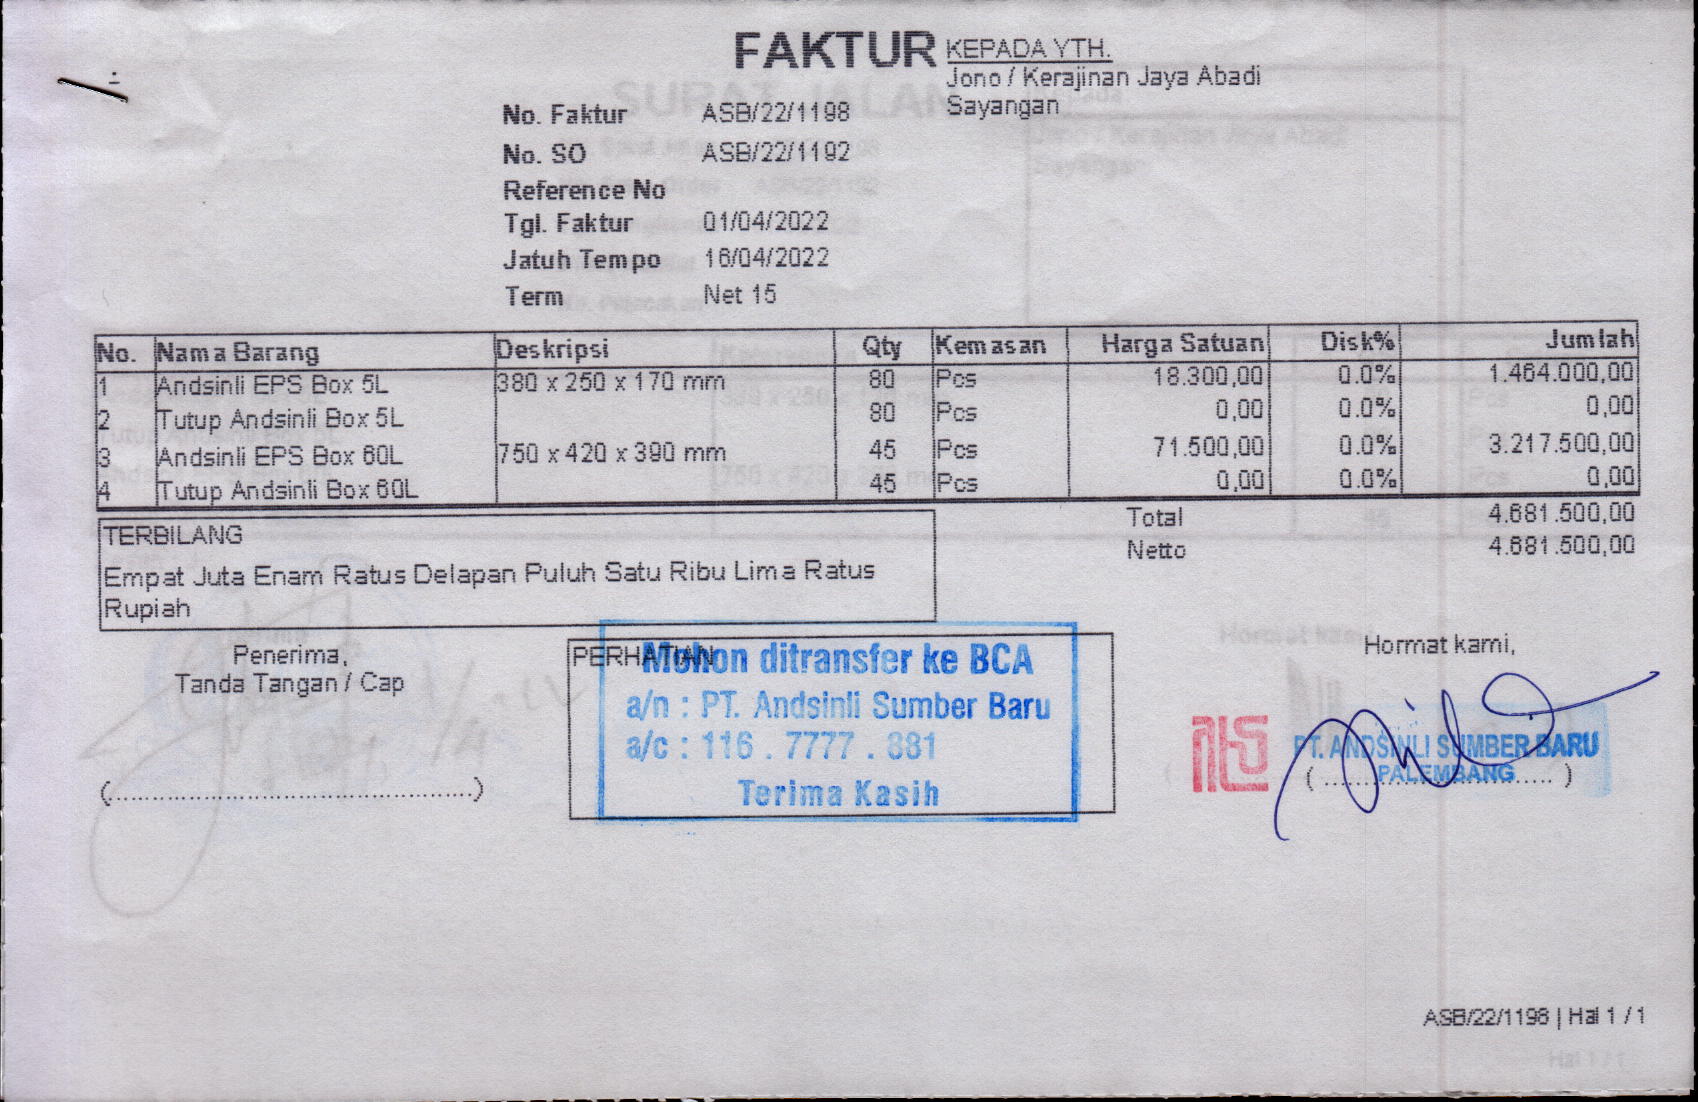 FAKTUR
KEPADA YTH.
Jono / Kerajinan Jaya Abadi
Sayangan
No. Faktur ASB/22/1198
No. SO ASB/22/1192
Reference No
Tgl. Faktur 01/04/2022
Jatuh Tempo 16/04/2022
Term Net 15
No. Nama Barang Deskripsi Qty Kemasan Harga Satuan Disk% Jumlah
1 Andsinli EPS Box 5L 380 x 250 x 170 mm 80 Pcs 18.300,00 0.0% 1.464.000,00
2 Tutup Andsinli Box 5L 80 Pcs 0,00 0.0% 0,00
3 Andsinli EPS Box 60L 750 x 420 x 390 mm 45 Pcs 71.500,00 0.0% 3.217.500,00
4 Tutup Andsinli Box 60L 45 Pcs 0,00 0.0% 0,00
Total 4.681.500,00
Netto 4.681.500,00
TERBILANG
Empat Juta Enam Ratus Delapan Puluh Satu Ribu Lima Ratus
Rupiah
Penerima,
Tanda Tangan / Cap
(................................................)
PERHATIAN
Mohon ditransfer ke BCA
a/n : PT. Andsinli Sumber Baru
a/c : 116 . 7777 . 881
Terima Kasih
Hormat kami,
PT. ANDSINLI SUMBER BARU
PALEMBANG
(..............................)
ASB/22/1198 | Hal 1 / 1